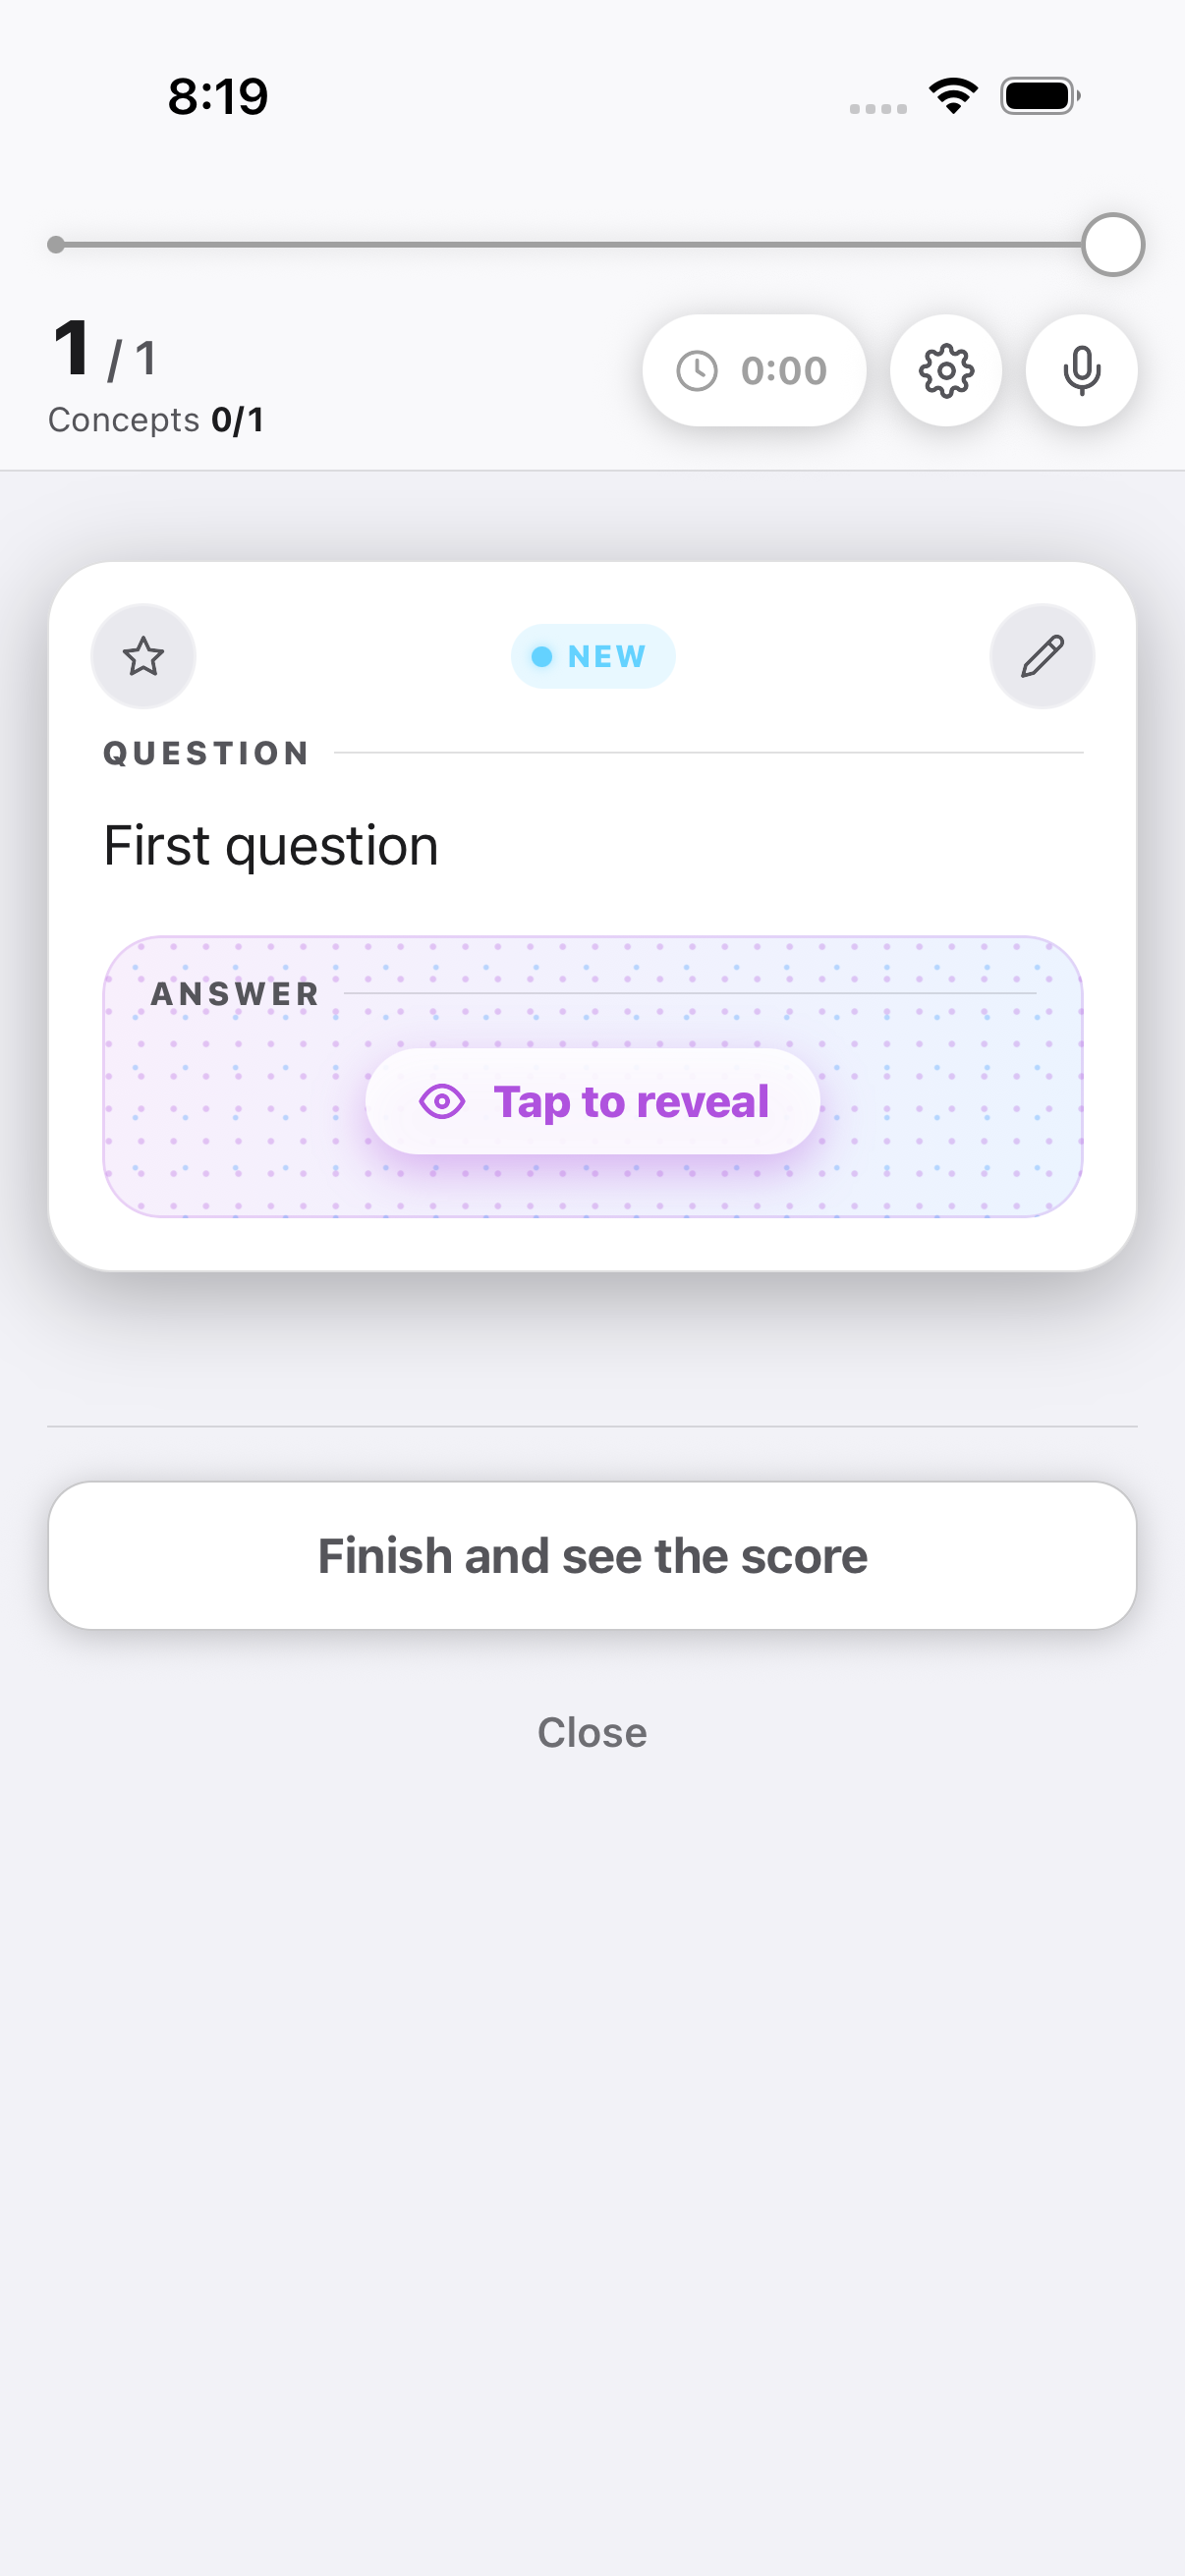 8:19
1 / 1
Concepts 0/1
0:00
NEW
QUESTION
First question
ANSWER
Tap to reveal
Finish and see the score
Close